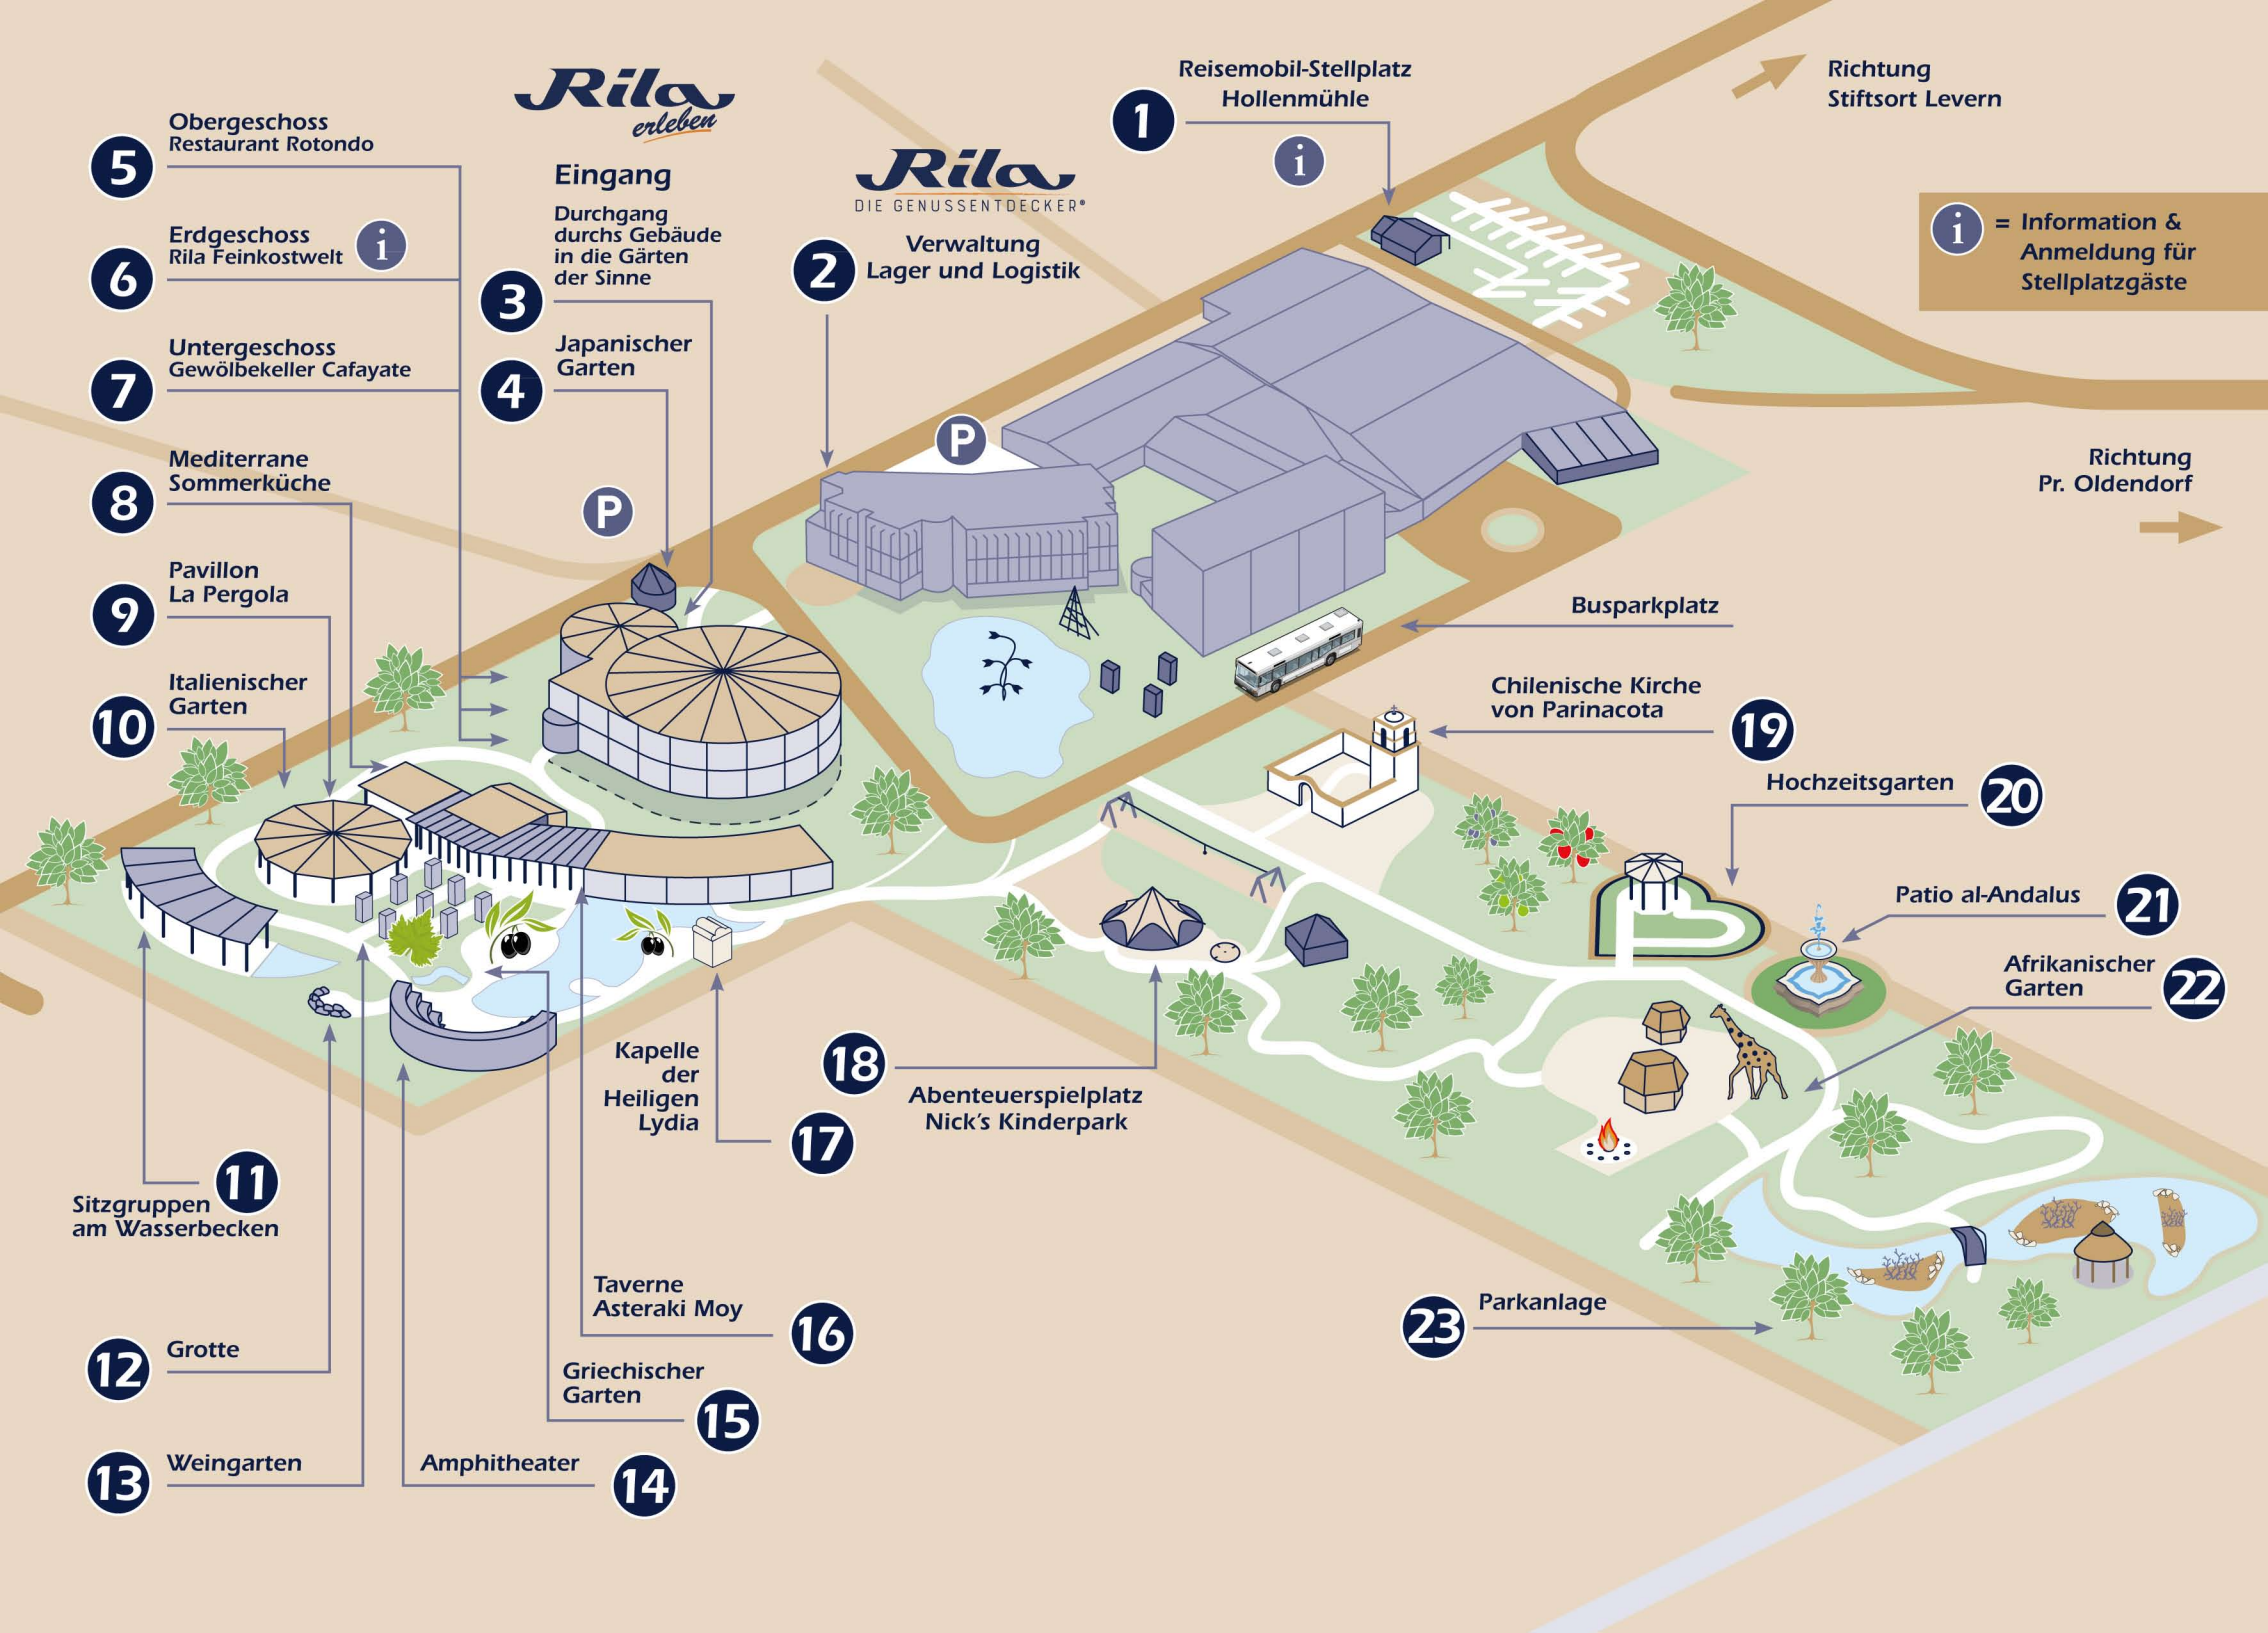 Rila
erleben
Rila
DIE GENUSSENTDECKER®
1
Reisemobil-Stellplatz
Hollenmühle
i
Richtung
Stiftsort Levern
i = Information &
Anmeldung für
Stellplatzgäste
Richtung
Pr. Oldendorf
2
Verwaltung
Lager und Logistik
Eingang
3
Durchgang
durchs Gebäude
in die Gärten
der Sinne
4
Japanischer
Garten
5
Obergeschoss
Restaurant Rotondo
6
Erdgeschoss
Rila Feinkostwelt
i
7
Untergeschoss
Gewölbekeller Cafayate
8
Mediterrane
Sommerküche
9
Pavillon
La Pergola
10
Italienischer
Garten
P
P
Busparkplatz
Chilenische Kirche
von Parinacota
19
Hochzeitsgarten
20
Patio al-Andalus
21
Afrikanischer
Garten
22
11
Sitzgruppen
am Wasserbecken
12
Grotte
13
Weingarten
Amphitheater
14
Griechischer
Garten
15
Taverne
Asteraki Moy
16
Kapelle
der
Heiligen
Lydia
17
18
Abenteuerspielplatz
Nick's Kinderpark
23
Parkanlage